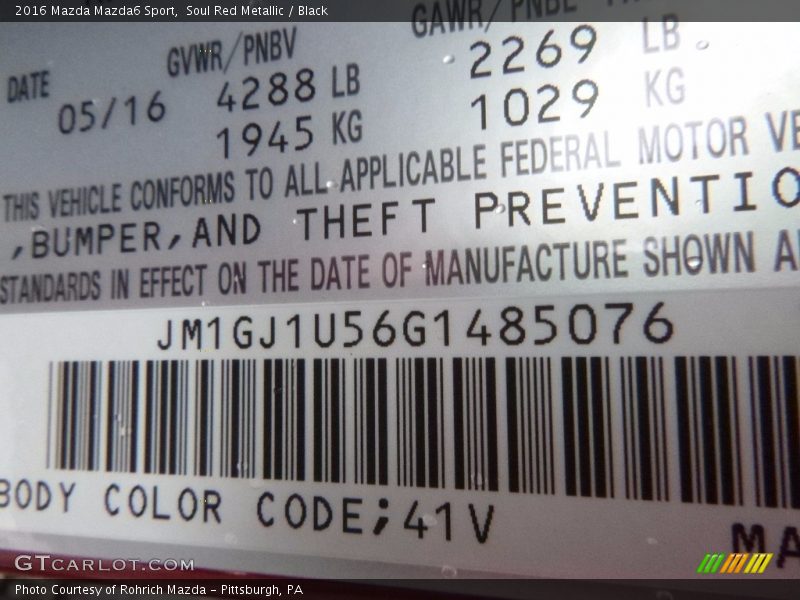 2016 Mazda Mazda6 Sport, Soul Red Metallic / Black
DATE GVWR/PNBV GAWR/PNBE
05/16 4288 LB 2269 LB
1945 KG 1029 KG
THIS VEHICLE CONFORMS TO ALL APPLICABLE FEDERAL MOTOR VE
,BUMPER,AND THEFT PREVENTIO
STANDARDS IN EFFECT ON THE DATE OF MANUFACTURE SHOWN A
JM1GJ1U56G1485076
BODY COLOR CODE;41V
MA
GTcarlot.com
Photo Courtesy of Rohrich Mazda – Pittsburgh, PA